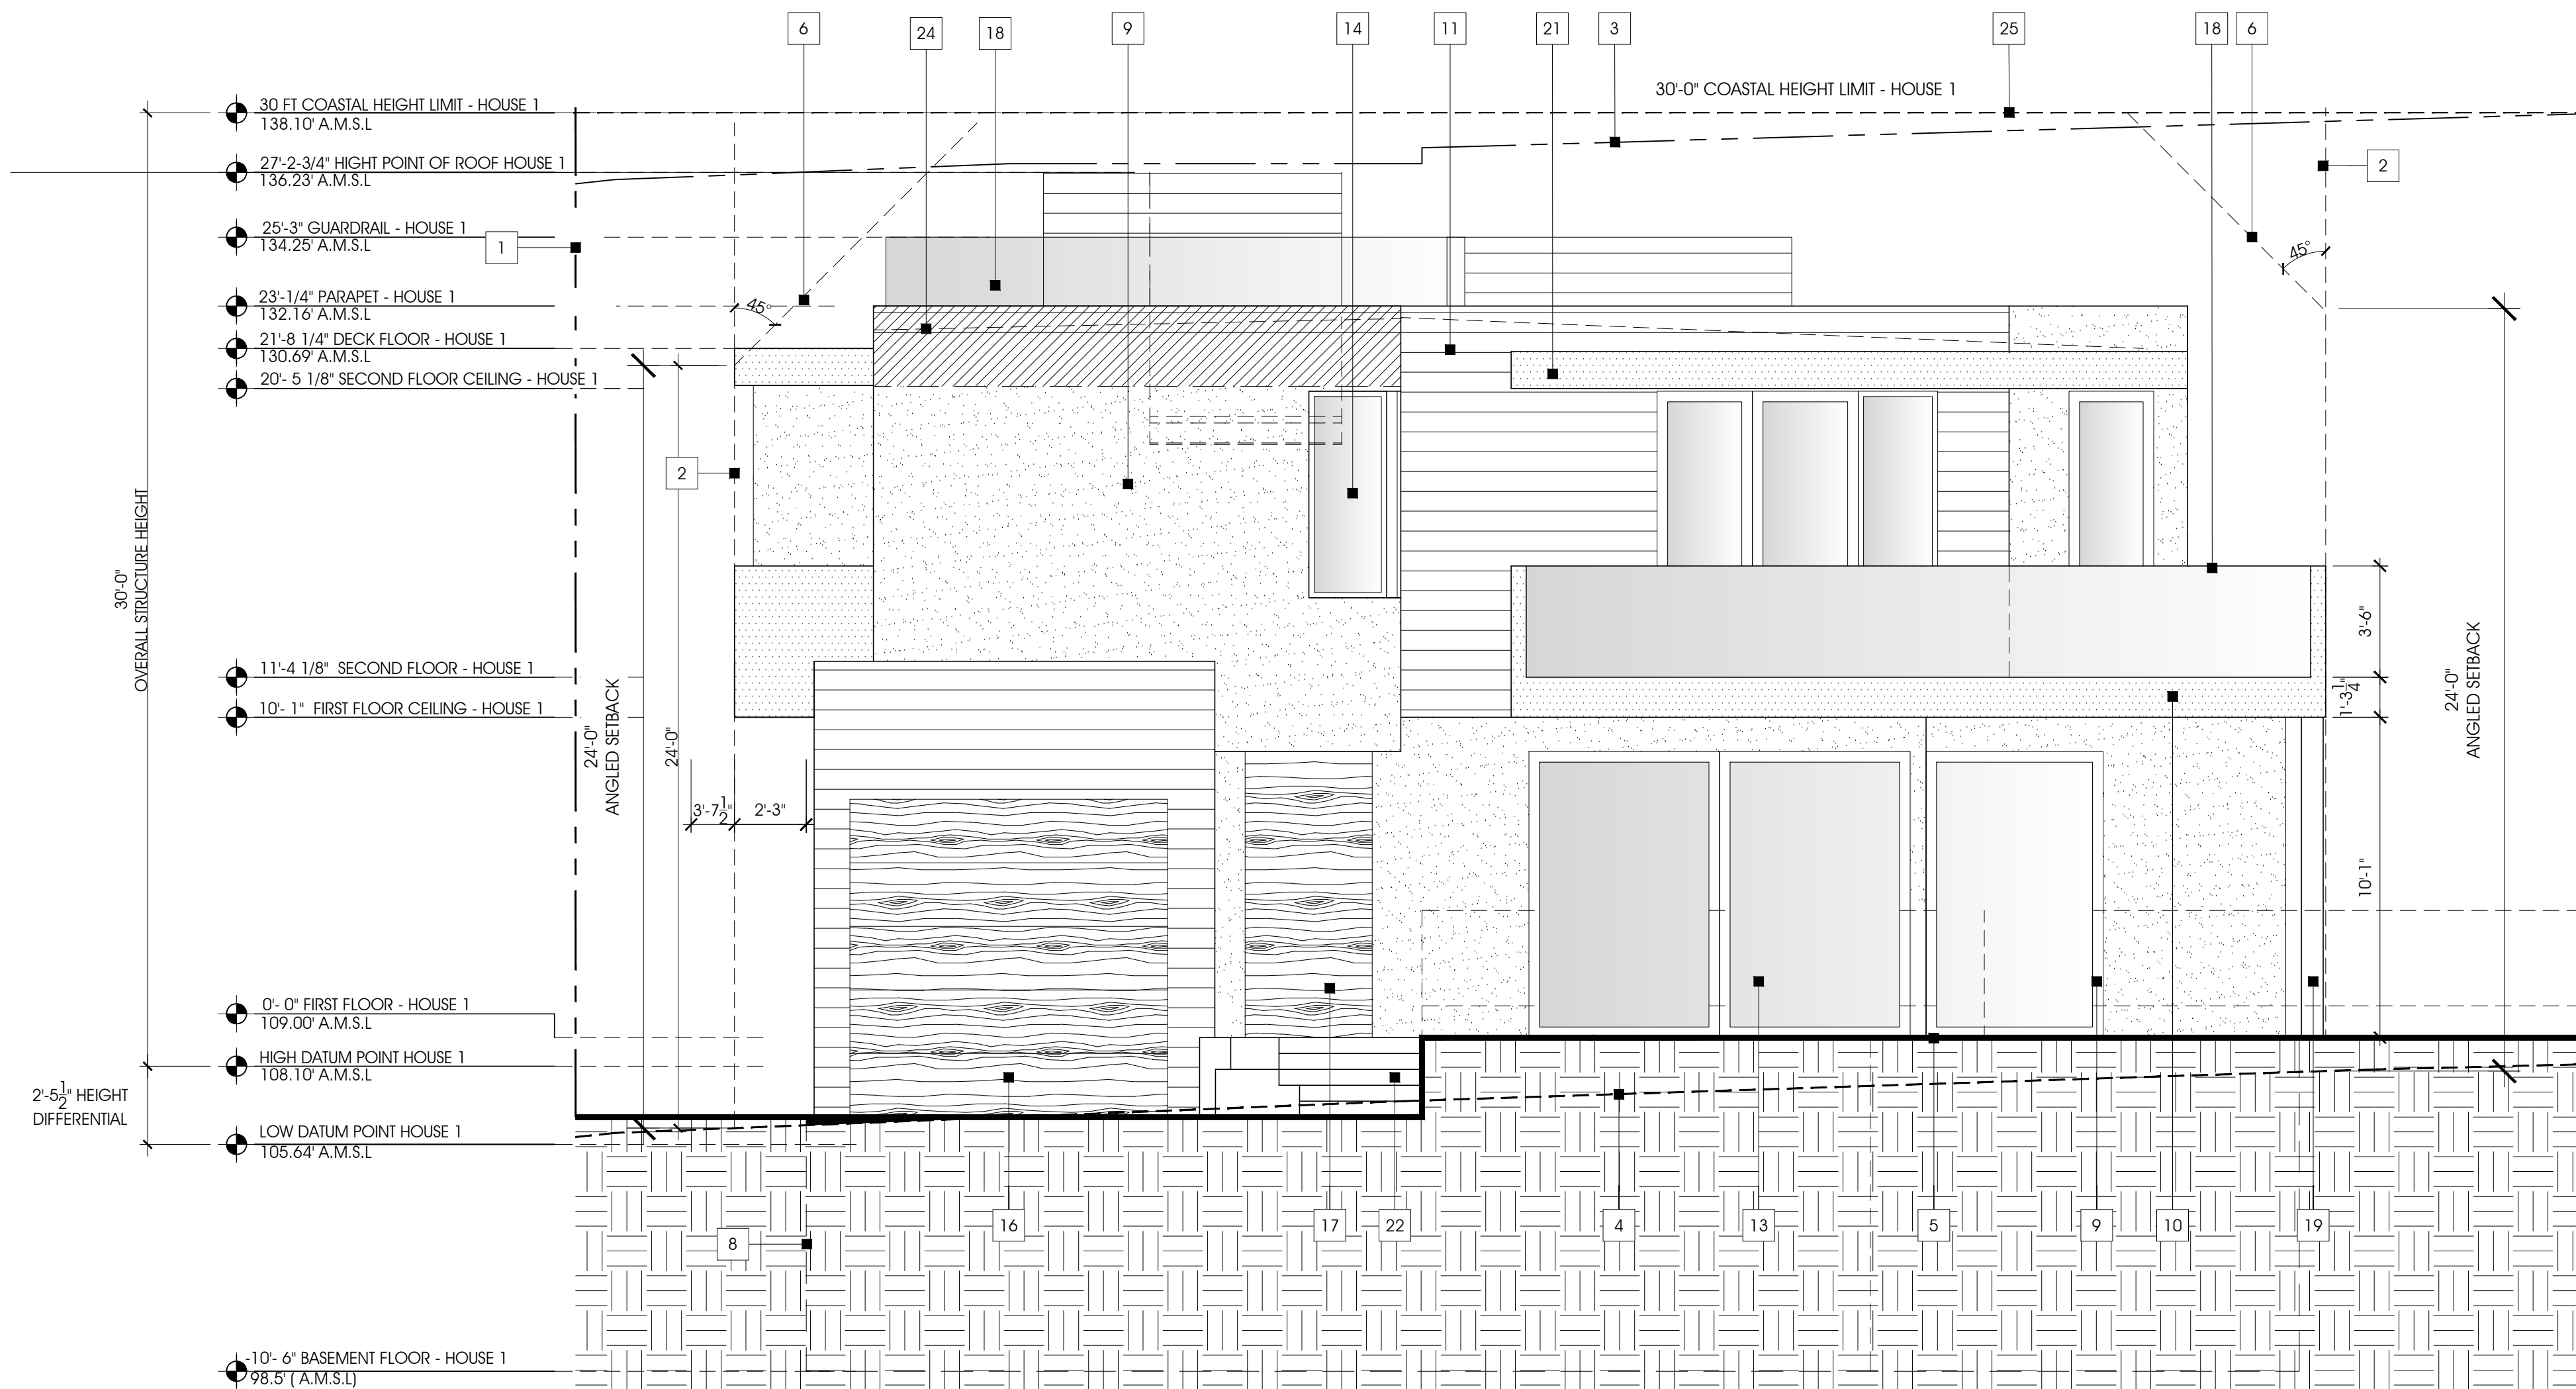 6
24
18
9
14
11
21
3
25
18
6
30'-0" COASTAL HEIGHT LIMIT - HOUSE 1
30 FT COASTAL HEIGHT LIMIT - HOUSE 1
138.10' A.M.S.L
27'-2-3/4" HIGHT POINT OF ROOF HOUSE 1
136.23' A.M.S.L
2
25'-3" GUARDRAIL - HOUSE 1
134.25' A.M.S.L
1
45°
23'-1/4" PARAPET - HOUSE 1
132.16' A.M.S.L
45°
21'-8 1/4" DECK FLOOR - HOUSE 1
130.69' A.M.S.L
20'- 5 1/8" SECOND FLOOR CEILING - HOUSE 1
2
30'-0"
OVERALL STRUCTURE HEIGHT
3'-6"
11'-4 1/8" SECOND FLOOR - HOUSE 1
1'-3 1/4"
10'- 1" FIRST FLOOR CEILING - HOUSE 1
24'-0"
ANGLED SETBACK
24'-0"
24'-0"
ANGLED SETBACK
3'-7 1/2"
2'-3"
10'-1"
0'- 0" FIRST FLOOR - HOUSE 1
109.00' A.M.S.L
HIGH DATUM POINT HOUSE 1
108.10' A.M.S.L
2'-5 1/2" HEIGHT
DIFFERENTIAL
LOW DATUM POINT HOUSE 1
105.64' A.M.S.L
8
16
17
22
4
13
5
9
10
19
-10'- 6" BASEMENT FLOOR - HOUSE 1
98.5' ( A.M.S.L)